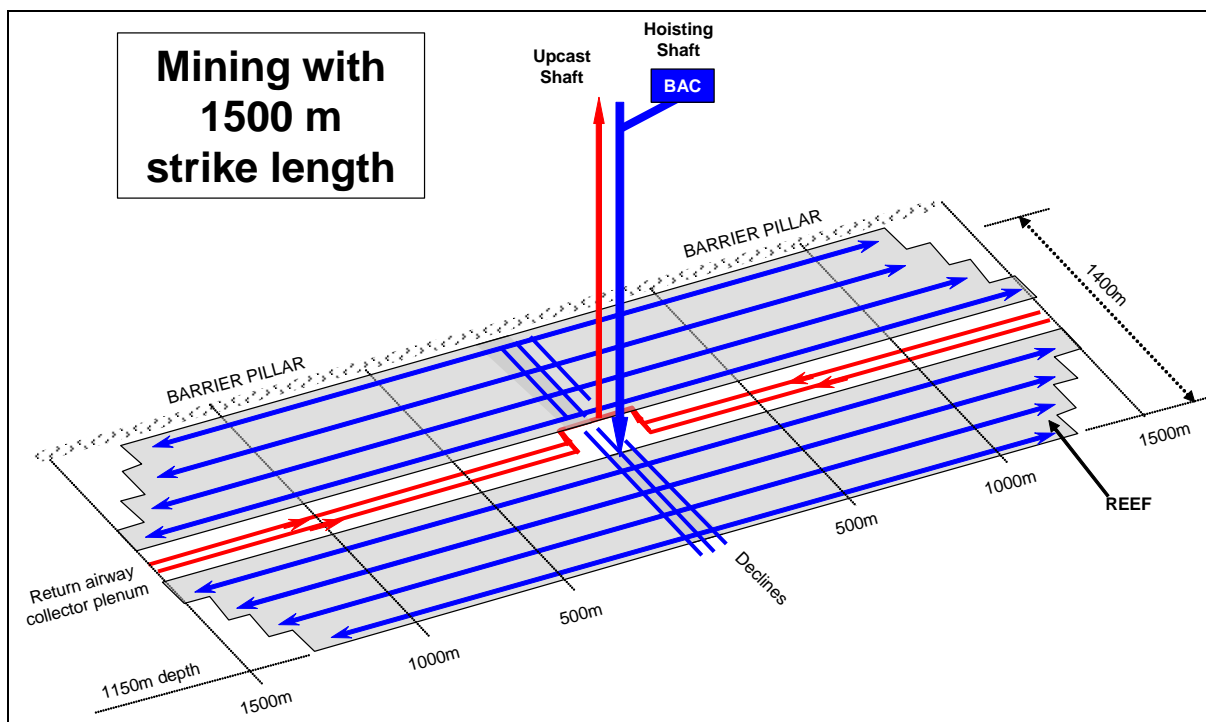 Mining with
1500 m
strike length
Upcast
Shaft
Hoisting
Shaft
BAC
BARRIER PILLAR
BARRIER PILLAR
1400m
1500m
1000m
REEF
500m
Declines
Return airway
collector plenum
500m
1000m
1150m depth
1500m